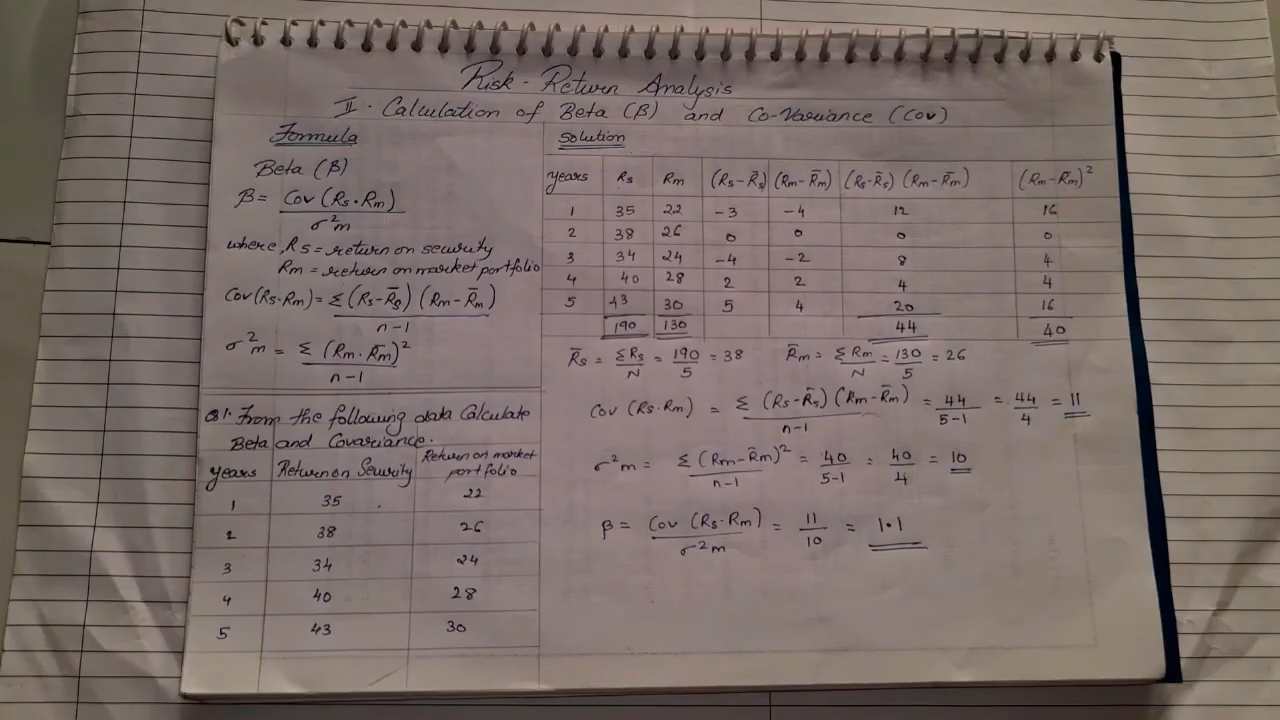 Risk - Return Analysis
II. Calculation of Beta (β) and Co-Variance (Cov)
Formula
Beta (β)
β = Cov (Rs·Rm)
σ²m
where, Rs = return on security
Rm = return on market portfolio
Cov(Rs·Rm) = Σ(Rs-R̄s) (Rm-R̄m)
n-1
σ²m = Σ (Rm·R̄m)²
n-1
Q1. From the following data Calculate
Beta and Covariance.
years Return on Security Return on market portfolio
1 35 22
2 38 26
3 34 24
4 40 28
5 43 30
Solution
years Rs Rm (Rs-R̄s) (Rm-R̄m) (Rs-R̄s) (Rm-R̄m) (Rm-R̄m)²
1 35 22 -3 -4 12 16
2 38 26 0 0 0 0
3 34 24 -4 -2 8 4
4 40 28 2 2 4 4
5 43 30 5 4 20 16
190 130 44 40
R̄s = ΣRs/N = 190/5 = 38 R̄m = ΣRm/N = 130/5 = 26
Cov (Rs·Rm) = Σ (Rs-R̄s) (Rm-R̄m)/n-1 = 44/5-1 = 44/4 = 11
σ²m = Σ (Rm-R̄m)²/n-1 = 40/5-1 = 40/4 = 10
β = Cov (Rs·Rm)/σ²m = 11/10 = 1·1